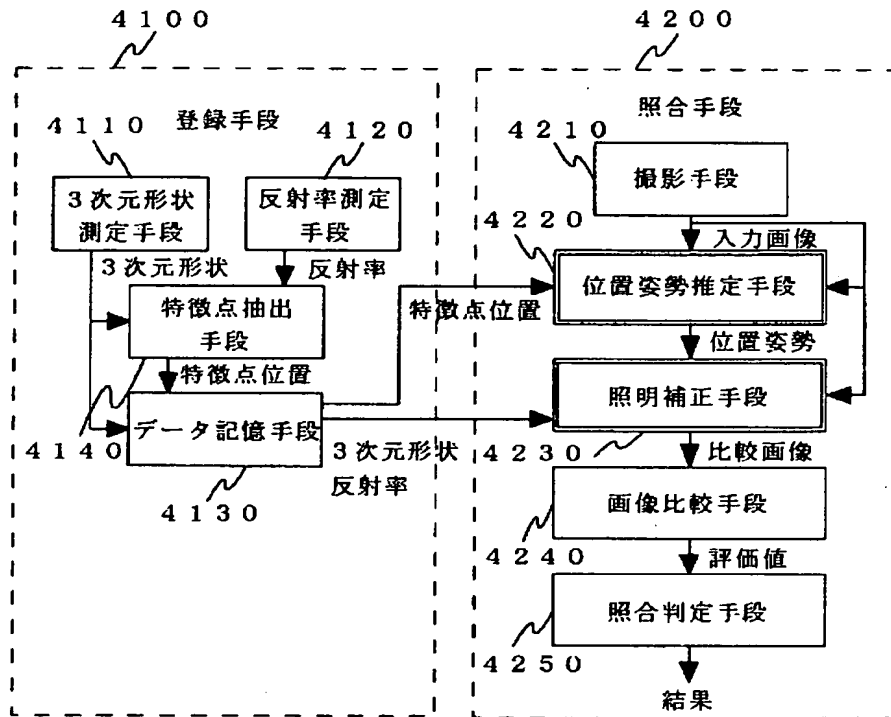 ４１００
４２００
登録手段
照合手段
４１１０
４１２０
４２１０
３次元形状
測定手段
反射率測定
手段
撮影手段
４２２０
入力画像
３次元形状
反射率
位置姿勢推定手段
特徴点抽出
手段
特徴点位置
位置姿勢
特徴点位置
照明補正手段
データ記憶手段
４１４０
３次元形状
反射率
４２３０
比較画像
４１３０
画像比較手段
４２４０
評価値
照合判定手段
４２５０
結果